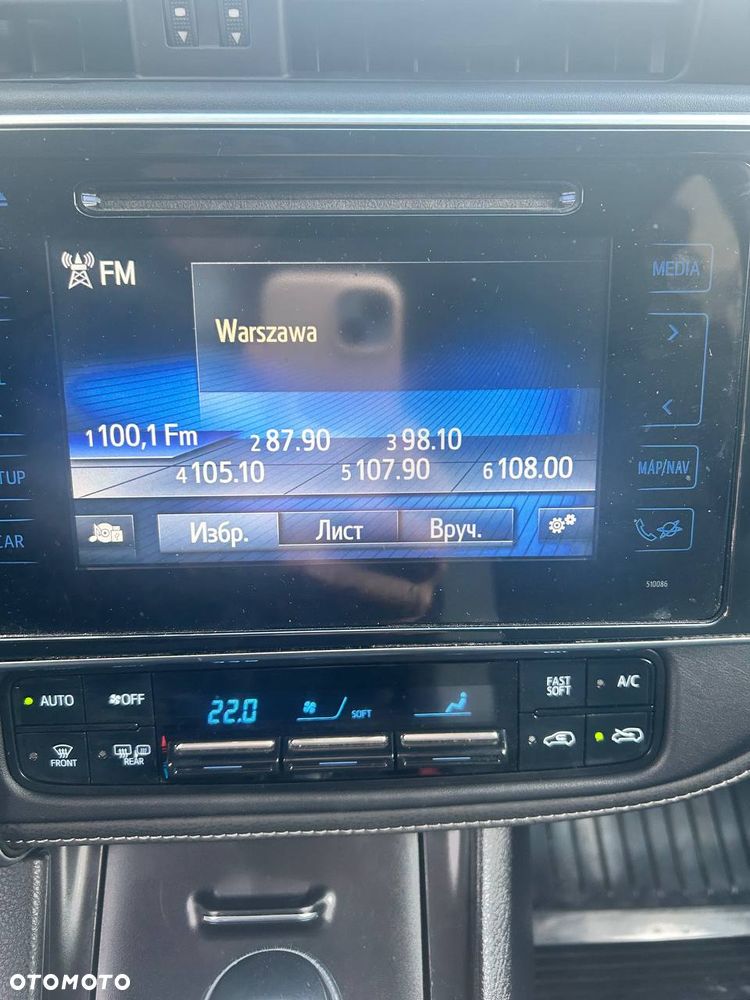 FM
MEDIA
Warszawa
1 100,1 Fm
2 87.90
3 98.10
4 105.10
5 107.90
6 108.00
TUP
MAP/NAV
CAR
Избр.
Лист
Вруч.
510086
AUTO
OFF
22.0
SOFT
FAST
SOFT
A/C
FRONT
REAR
OTOMOTO